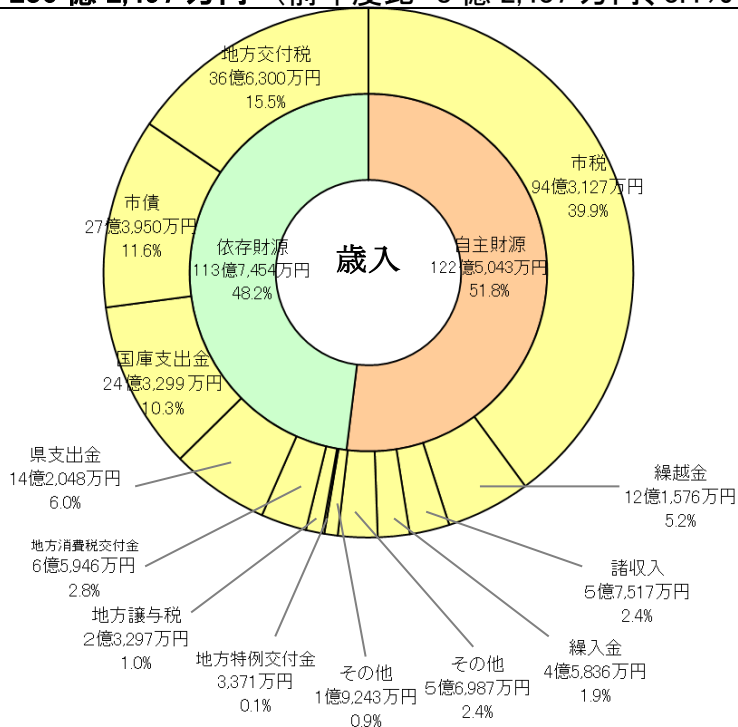 地方交付税
36億6,300万円
15.5%
市税
94億3,127万円
39.9%
市債
27億3,950万円
11.6%
依存財源
113億7,454万円
48.2%
歳入
自主財源
122億5,043万円
51.8%
国庫支出金
24億3,299万円
10.3%
県支出金
14億2,048万円
6.0%
繰越金
12億1,576万円
5.2%
地方消費税交付金
6億5,946万円
2.8%
諸収入
5億7,517万円
2.4%
地方譲与税
2億3,297万円
1.0%
地方特例交付金
3,371万円
0.1%
その他
1億9,243万円
0.9%
その他
5億6,987万円
2.4%
繰入金
4億5,836万円
1.9%